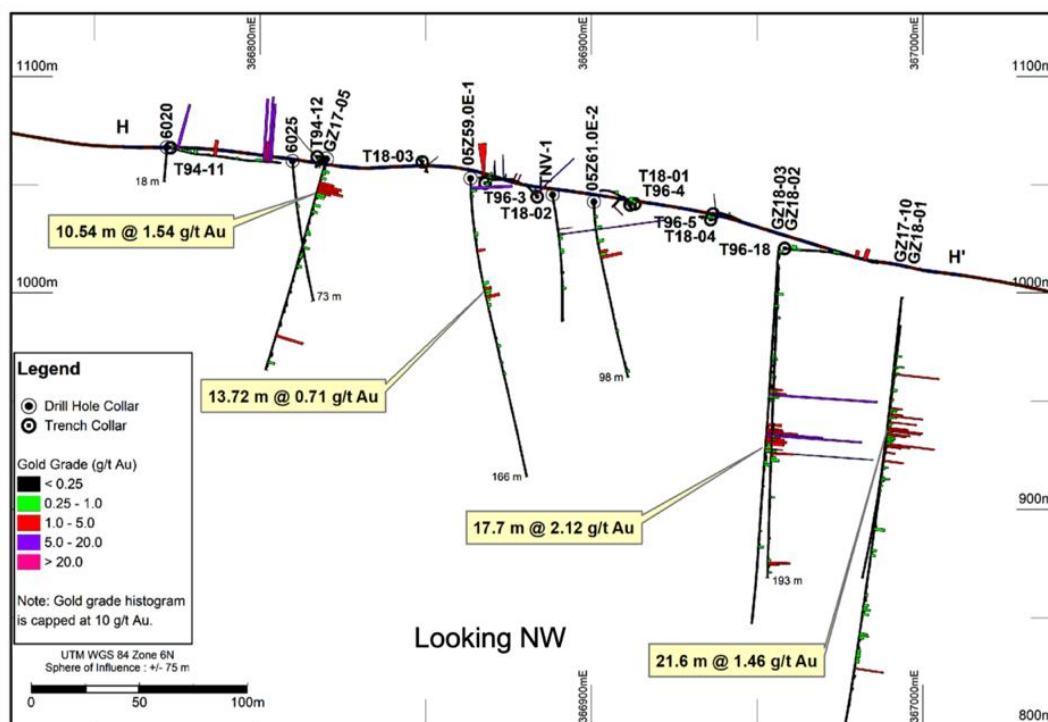 366800mE
366900mE
367000mE
1100m
1100m
H
6020
6025
T94-12
GZ17-05
T94-11
18 m
T18-03
05Z59.0E-1
T96-3
T18-02
TNV-1
05Z61.0E-2
T18-01
T96-4
T96-5
T18-04
GZ18-03
GZ18-02
T96-18
GZ17-10
GZ18-01
H'
10.54 m @ 1.54 g/t Au
1000m
1000m
73 m
13.72 m @ 0.71 g/t Au
98 m
166 m
17.7 m @ 2.12 g/t Au
900m
193 m
21.6 m @ 1.46 g/t Au
Legend
Drill Hole Collar
Trench Collar
Gold Grade (g/t Au)
< 0.25
0.25 - 1.0
1.0 - 5.0
5.0 - 20.0
> 20.0
Note: Gold grade histogram
is capped at 10 g/t Au.
Looking NW
UTM WGS 84 Zone 6N
Sphere of Influence : +/- 75 m
0 50 100m
366900mE
367000mE
800m